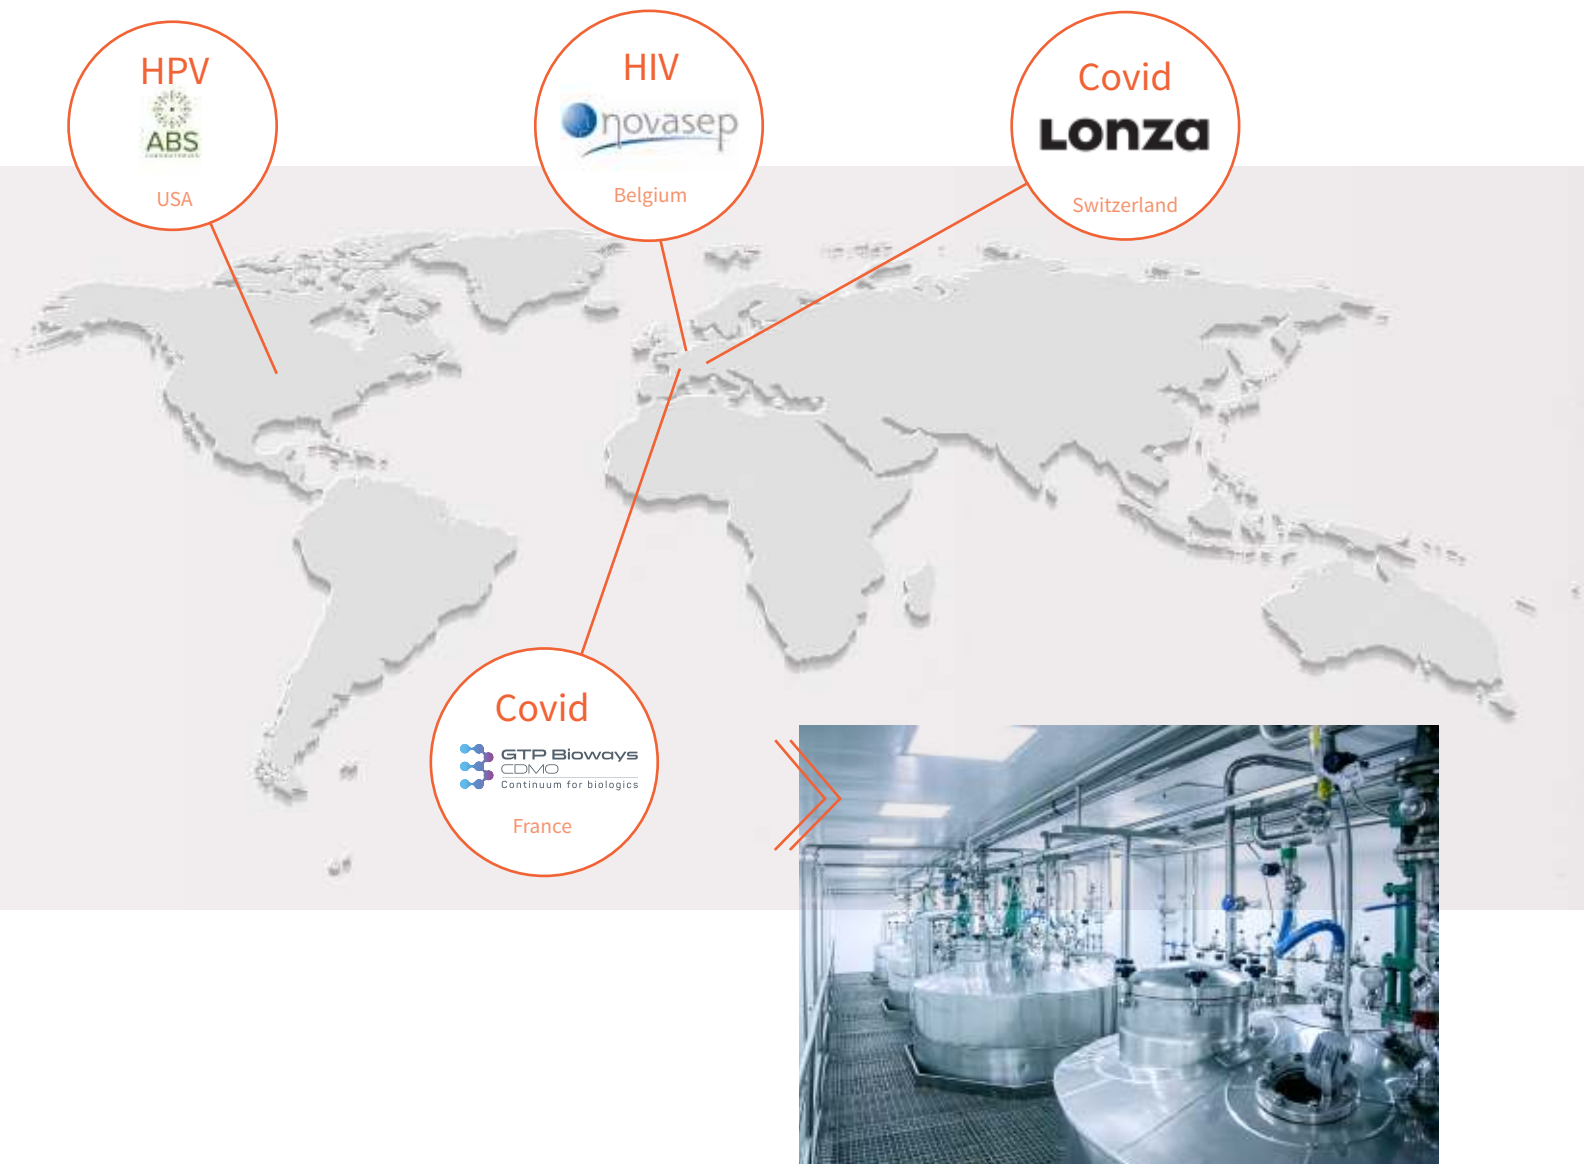 HPV
ABS
USA
HIV
novasep
Belgium
Covid
Lonza
Switzerland
Covid
GTP Bioways
CDMO
Continuum for biologics
France